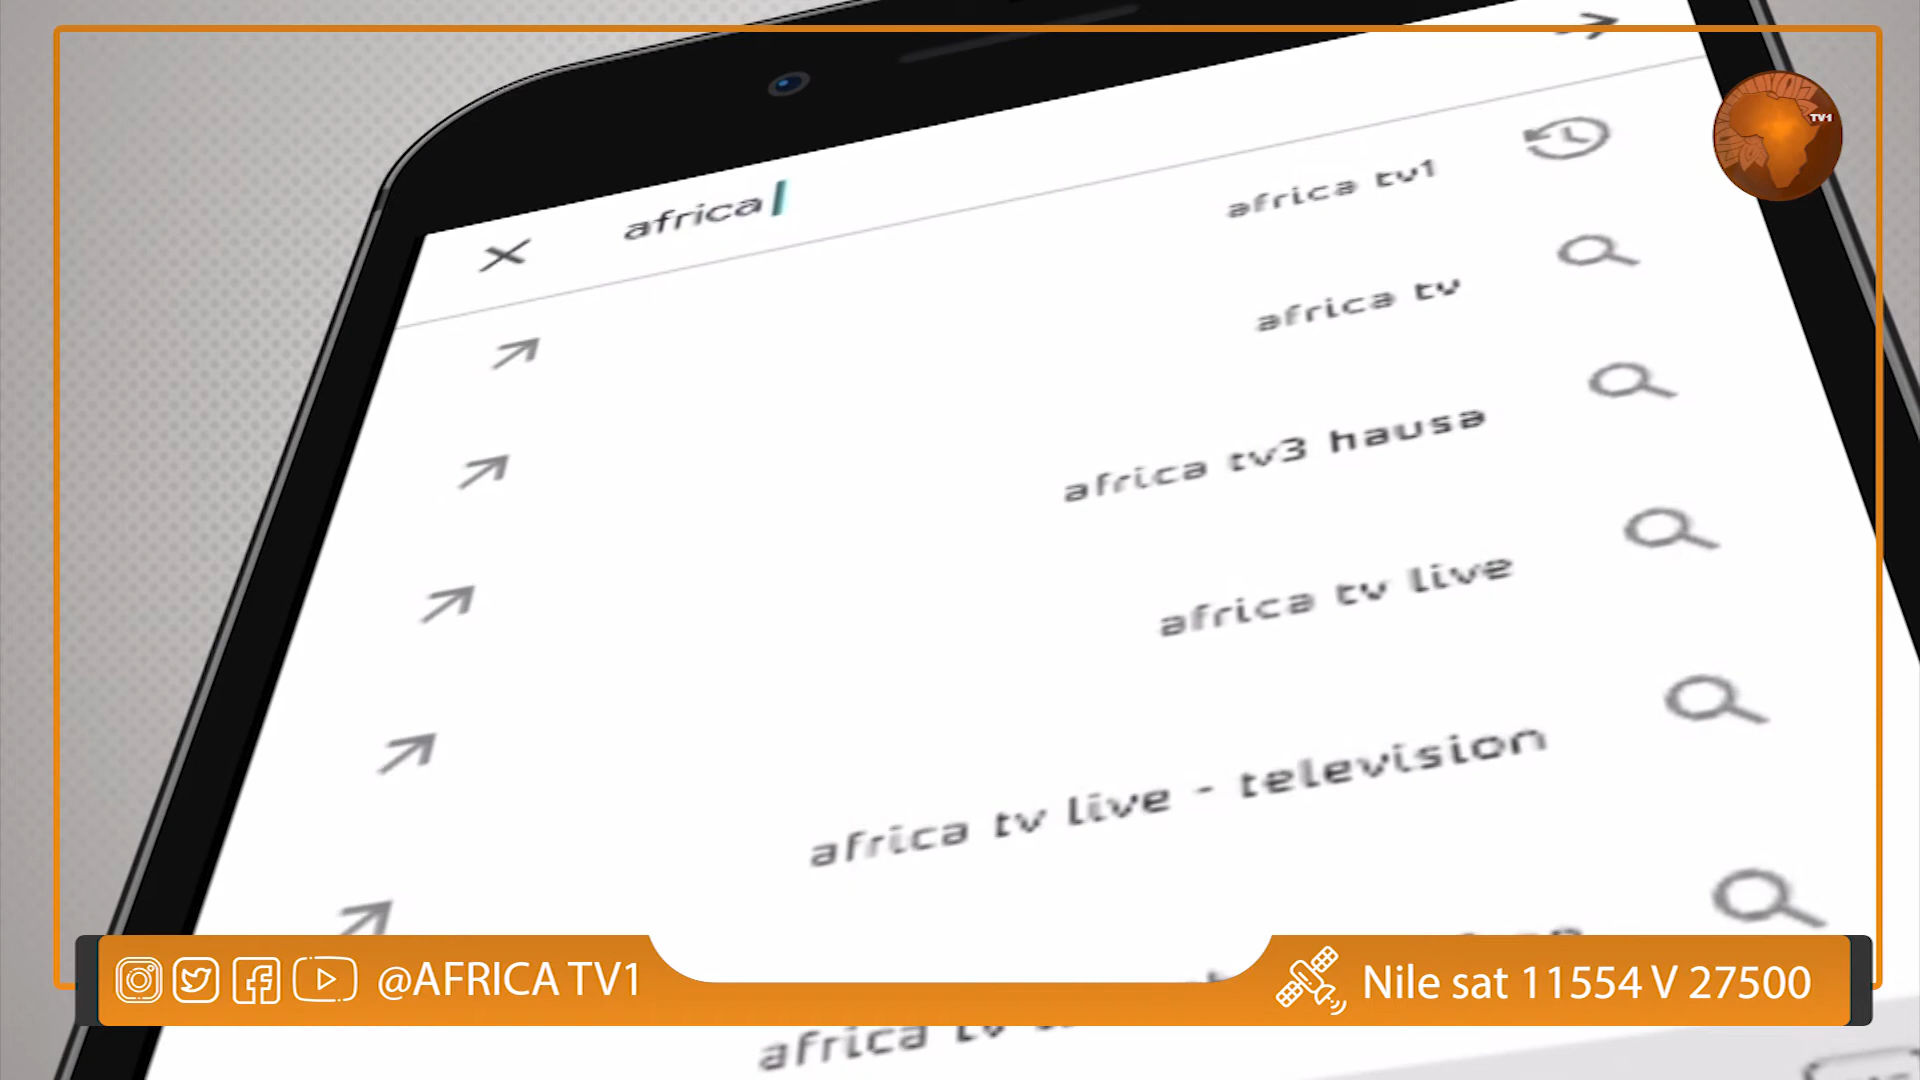 TV1
africa
africa tv1
africa tv
africa tv3 hausa
africa tv live
africa tv live - television
africa tv
@AFRICA TV1
Nile sat 11554 V 27500